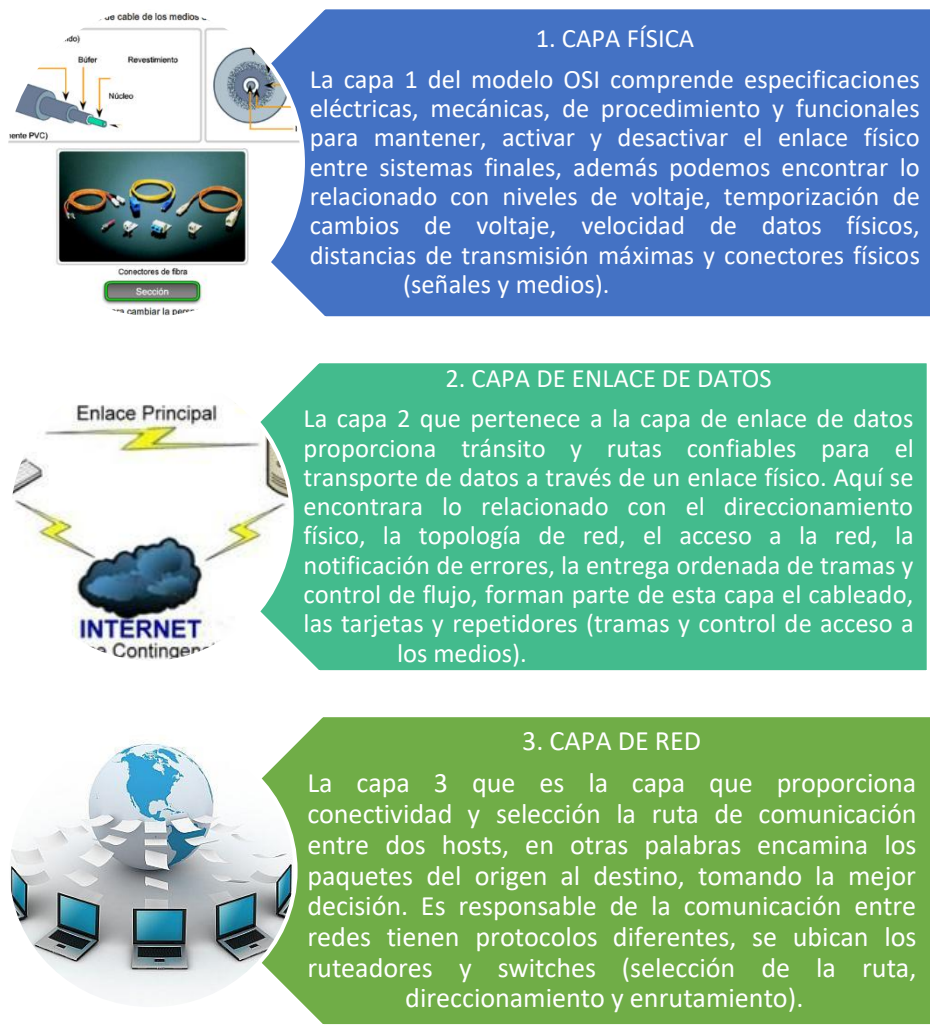 de cable de los medios
Búfer
Revestimiento
Núcleo
PVC)
Conectores de fibra
Sección
cambiar la
1. CAPA FÍSICA
La capa 1 del modelo OSI comprende especificaciones
eléctricas, mecánicas, de procedimiento y funcionales
para mantener, activar y desactivar el enlace físico
entre sistemas finales, además podemos encontrar lo
relacionado con niveles de voltaje, temporización de
cambios de voltaje, velocidad de datos físicos,
distancias de transmisión máximas y conectores físicos
(señales y medios).
Enlace Principal
INTERNET
2. CAPA DE ENLACE DE DATOS
La capa 2 que pertenece a la capa de enlace de datos
proporciona tránsito y rutas confiables para el
transporte de datos a través de un enlace físico. Aquí se
encontrara lo relacionado con el direccionamiento
físico, la topología de red, el acceso a la red, la
notificación de errores, la entrega ordenada de tramas y
control de flujo, forman parte de esta capa el cableado,
las tarjetas y repetidores (tramas y control de acceso a
los medios).
3. CAPA DE RED
La capa 3 que es la capa que proporciona
conectividad y selección la ruta de comunicación
entre dos hosts, en otras palabras encamina los
paquetes del origen al destino, tomando la mejor
decisión. Es responsable de la comunicación entre
redes tienen protocolos diferentes, se ubican los
ruteadores y switches (selección de la ruta,
direccionamiento y enrutamiento).